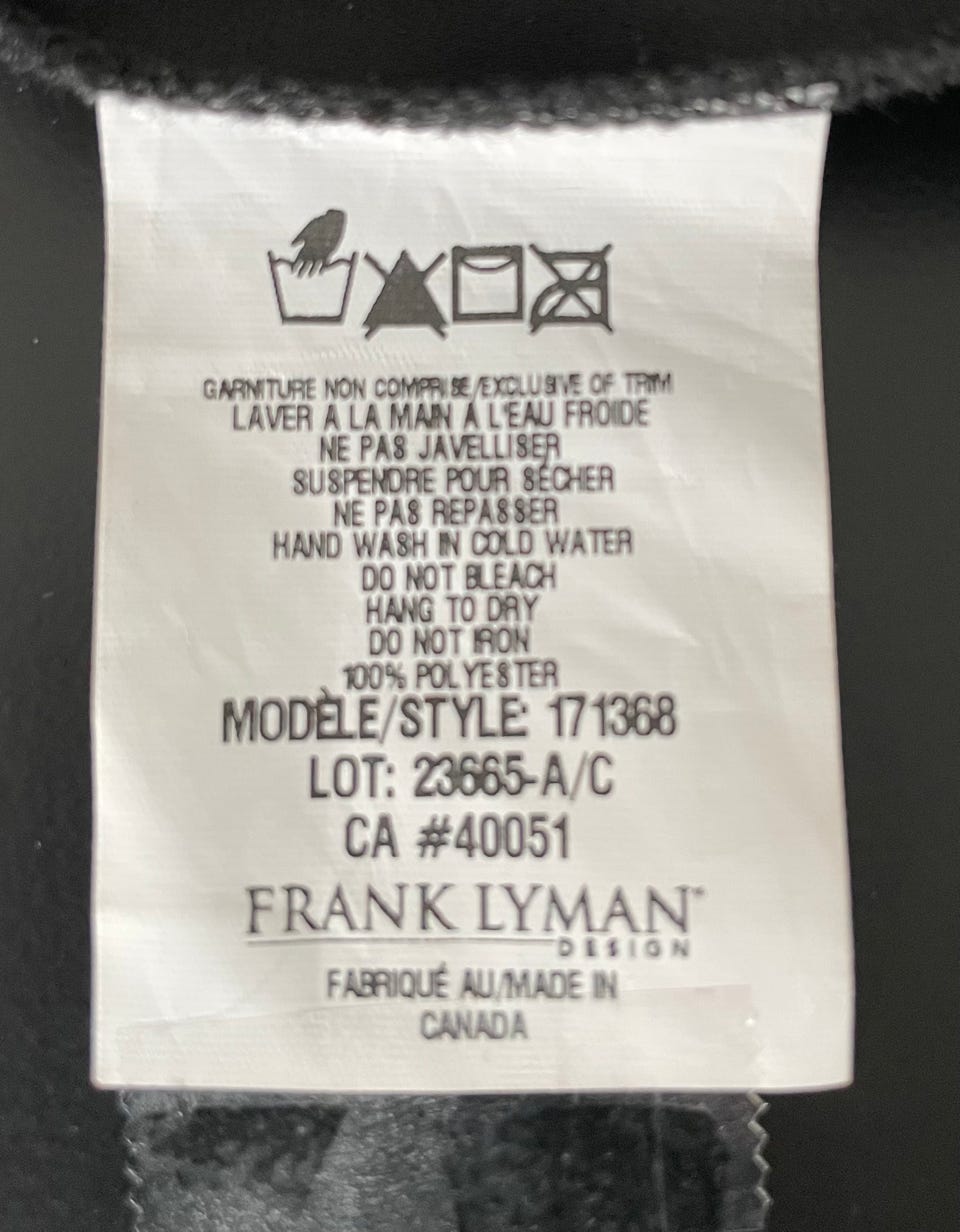 GARNITURE NON COMPRISE/EXCLUSIVE OF TRIM
LAVER A LA MAIN À L'EAU FROIDE
NE PAS JAVELLISER
SUSPENDRE POUR SÉCHER
NE PAS REPASSER
HAND WASH IN COLD WATER
DO NOT BLEACH
HANG TO DRY
DO NOT IRON
100% POLYESTER
MODÈLE/STYLE: 171368
LOT: 23665-A/C
CA #40051
FRANK LYMAN
DESIGN
FABRIQUÉ AU/MADE IN
CANADA